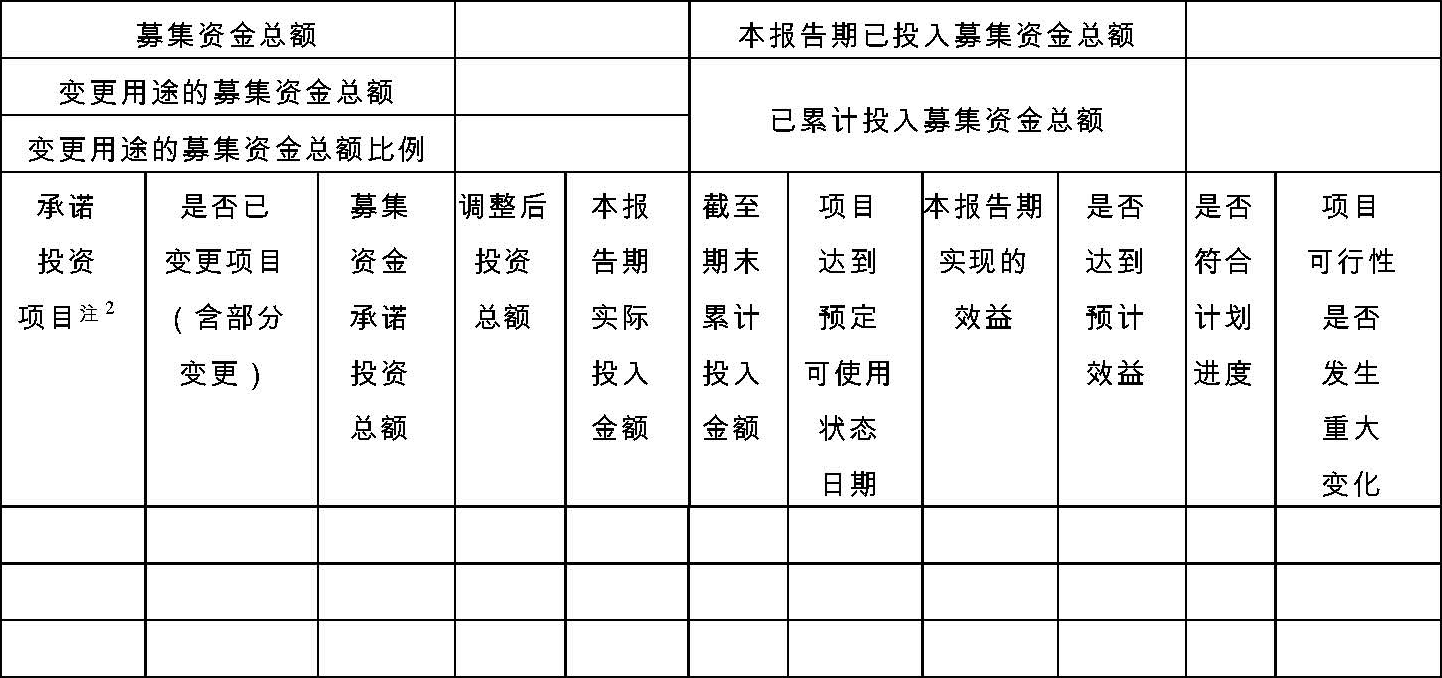 募集资金总额
本报告期已投入募集资金总额
变更用途的募集资金总额
已累计投入募集资金总额
变更用途的募集资金总额比例
承诺
投资
项目注2
是否已
变更项目
(含部分
变更)
募集
资金
承诺
投资
总额
调整后
投资
总额
本报
告期
实际
投入
金额
截至
期末
累计
投入
金额
项目
达到
预定
可使用
状态
日期
本报告期
实现的
效益
是否
达到
预计
效益
是否
符合
计划
进度
项目
可行性
是否
发生
重大
变化